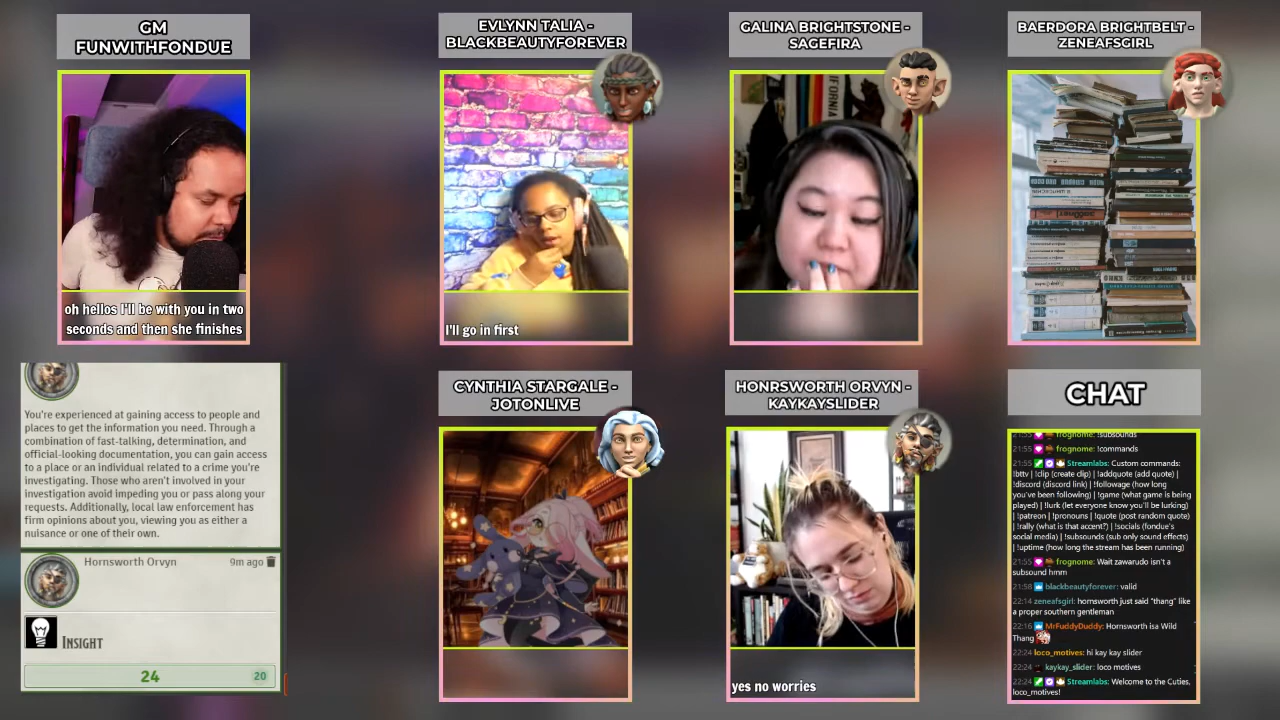 GM
FUNWITHFONDUE
EVLYNN TALIA -
BLACKBEAUTYFOREVER
GALINA BRIGHTSTONE -
SAGEFIRA
BAERDORA BRIGHTBELT -
ZENEAFSGIRL
oh hellos I'll be with you in two
seconds and then she finishes
I'll go in first
You're experienced at gaining access to people and
places to get the information you need. Through a
combination of fast-talking, determination, and
official-looking documentation, you can gain access
to a place or an individual related to a crime you're
investigating. Those who aren't involved in your
investigation avoid impeding you or pass along your
requests. Additionally, local law enforcement has
firm opinions about you, viewing you as either a
nuisance or one of their own.
Hornsworth Orvyn 9m ago
INSIGHT
24 20
CYNTHIA STARGALE -
JOTONLIVE
HONRSWORTH ORVYN -
KAYKAYSLIDER
yes no worries
CHAT
21:55 frognome: !subsounds
21:55 frognome: !commands
21:55 Streamlabs: Custom commands:
!bttv | !clip (create clip) | !addquote (add quote) |
!discord (discord link) | !followage (how long
you've been following) | !game (what game is being
played) | !lurk (let everyone know you'll be lurking)
| !patreon | !pronouns | !quote (post random quote)
| !rally (what is that accent?) | !socials (fondue's
social media) | !subsounds (sub only sound effects)
| !uptime (how long the stream has been running)
21:55 frognome: Wait zawarudo isn't a
subsound hmm
21:58 blackbeautyforever: valid
22:14 zeneafsgirl: hornsworth just said "thang" like
a proper southern gentleman
22:16 MrFuddyDuddy: Hornsworth isa Wild
Thang
22:24 loco_motives: hi kay kay slider
22:24 kaykay_slider: loco motives
22:24 Streamlabs: Welcome to the Cuties,
loco_motives!